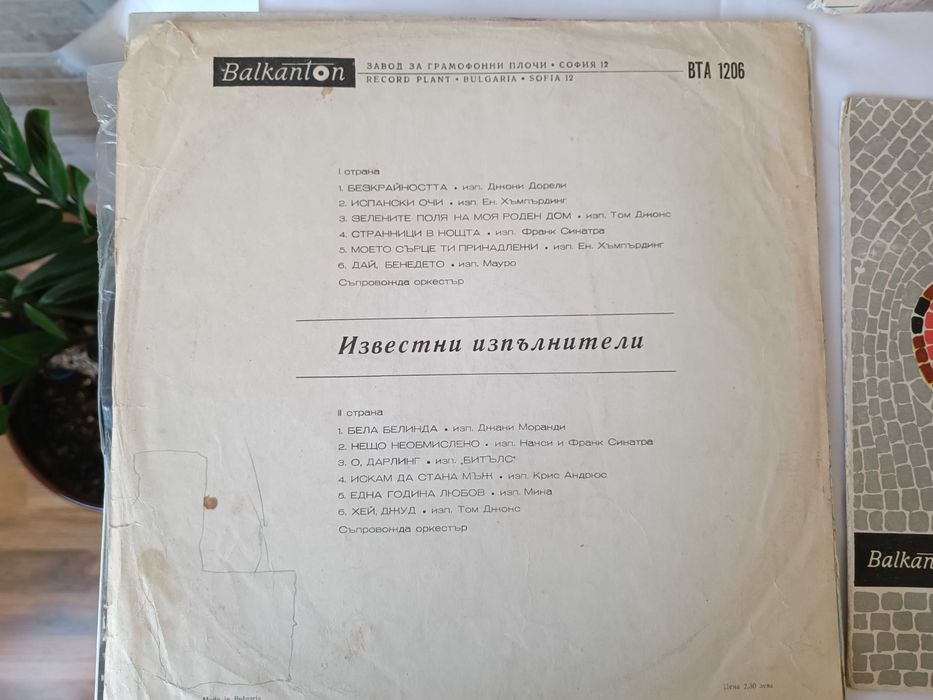 Balkanton
ЗАВОД ЗА ГРАМОФОННИ ПЛОЧИ • СОФИЯ 12
RECORD PLANT • BULGARIA • SOFIA 12
ВТА 1206
I страна
1. БЕЗКРАЙНОСТТА • изп. Джони Дорели
2. ИСПАНСКИ ОЧИ • изп. Ен. Хъмпърдинг
3. ЗЕЛЕНИТЕ ПОЛЯ НА МОЯ РОДЕН ДОМ • изп. Том Джонс
4. СТРАННИЦИ В НОЩТА • изп. Франк Синатра
5. МОЕТО СЪРЦЕ ТИ ПРИНАДЛЕЖИ • изп. Ен. Хъмпърдинг
6. ДАЙ, БЕНЕДЕТО • изп. Мауро
Съпровожда оркестър
Известни изпълнители
II страна
1. БЕЛА БЕЛИНДА • изп. Джани Моранди
2. НЕЩО НЕОБМИСЛЕНО • изп. Нанси и Франк Синатра
3. О, ДАРЛИНГ • изп. „БИТЪЛС"
4. ИСКАМ ДА СТАНА МЪЖ • изп. Крис Андрюс
5. ЕДНА ГОДИНА ЛЮБОВ • изп. Мина
6. ХЕЙ, ДЖУД • изп. Том Джонс
Съпровожда оркестър
Made in Bulgaria
Цена 2,30 лева
Balkan